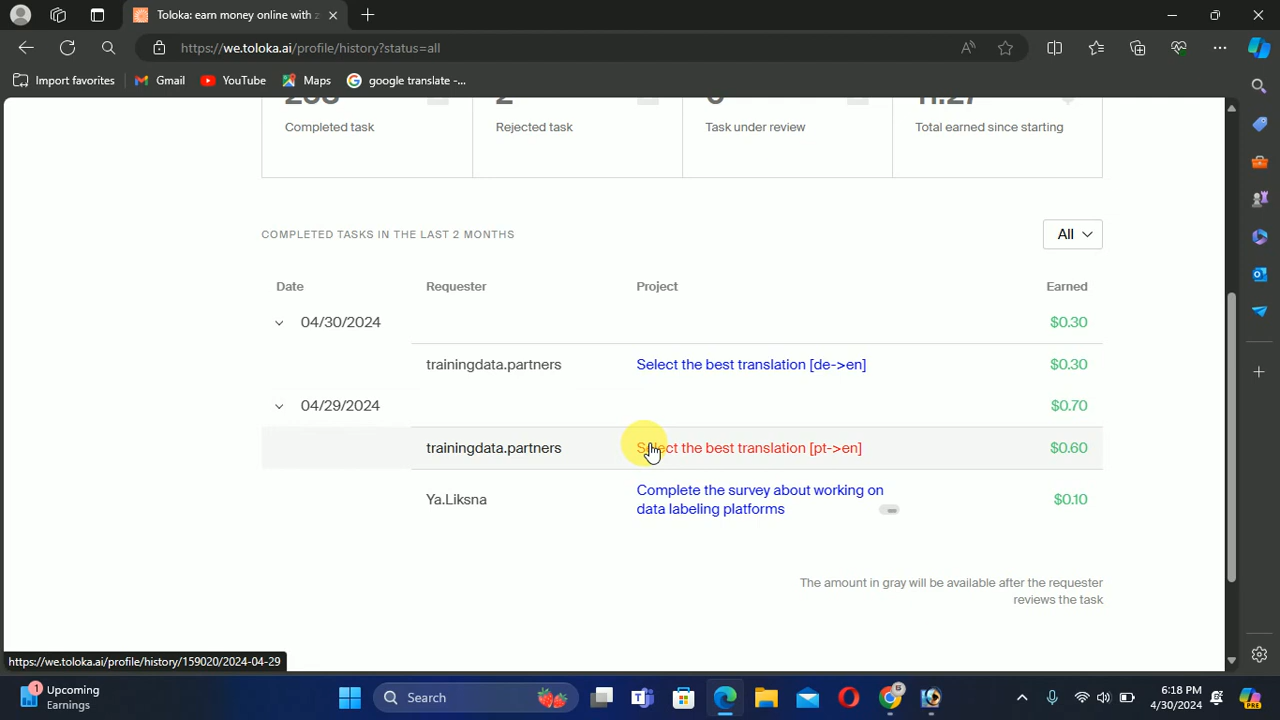 Toloka: earn money online with z
https://we.toloka.ai/profile/history?status=all
Import favorites
Gmail
YouTube
Maps
google translate -...
Completed task
Rejected task
Task under review
Total earned since starting
COMPLETED TASKS IN THE LAST 2 MONTHS
All
Date Requester Project Earned
04/30/2024 $0.30
trainingdata.partners Select the best translation [de->en] $0.30
04/29/2024 $0.70
trainingdata.partners Select the best translation [pt->en] $0.60
Ya.Liksna Complete the survey about working on $0.10
data labeling platforms
The amount in gray will be available after the requester
reviews the task
https://we.toloka.ai/profile/history/159020/2024-04-29
1
Upcoming
Earnings
Search
6:18 PM
4/30/2024
PRE